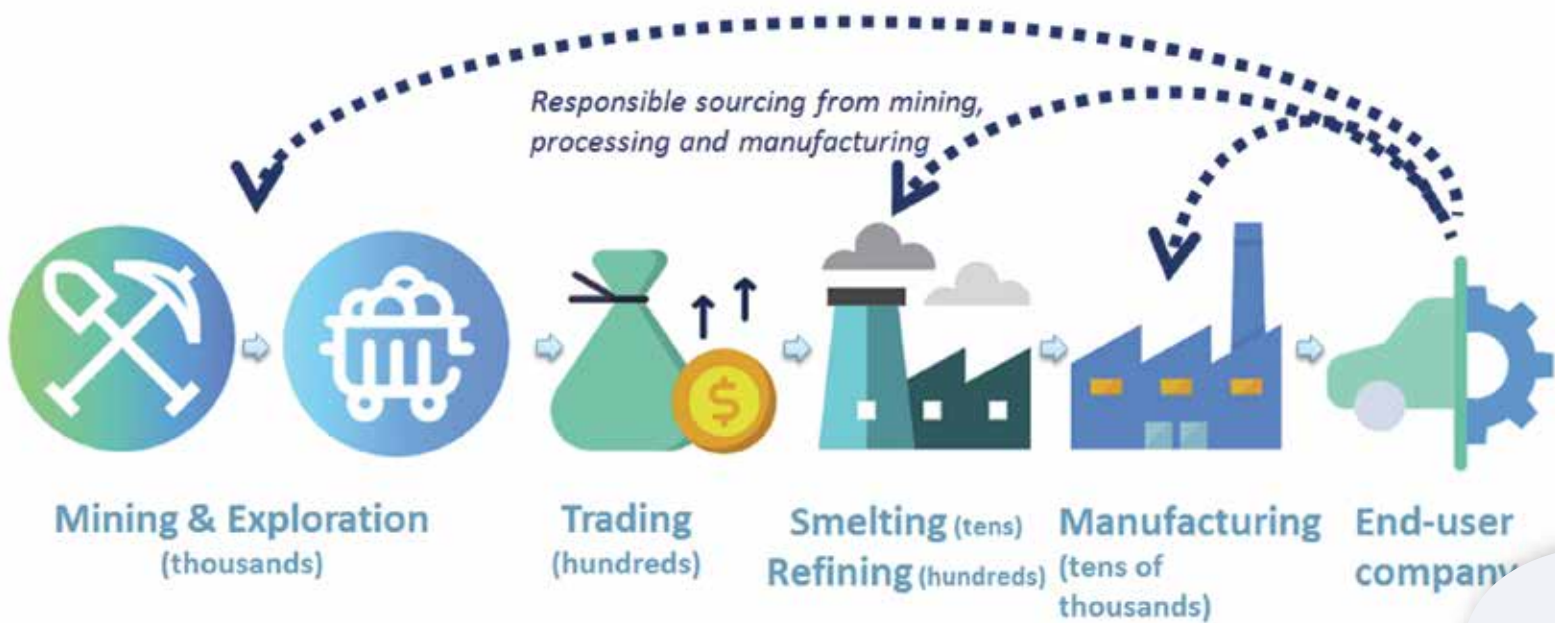 Responsible sourcing from mining,
processing and manufacturing
$
Mining & Exploration
(thousands)
Trading
(hundreds)
Smelting (tens)
Refining (hundreds)
Manufacturing
(tens of
thousands)
End-user
company